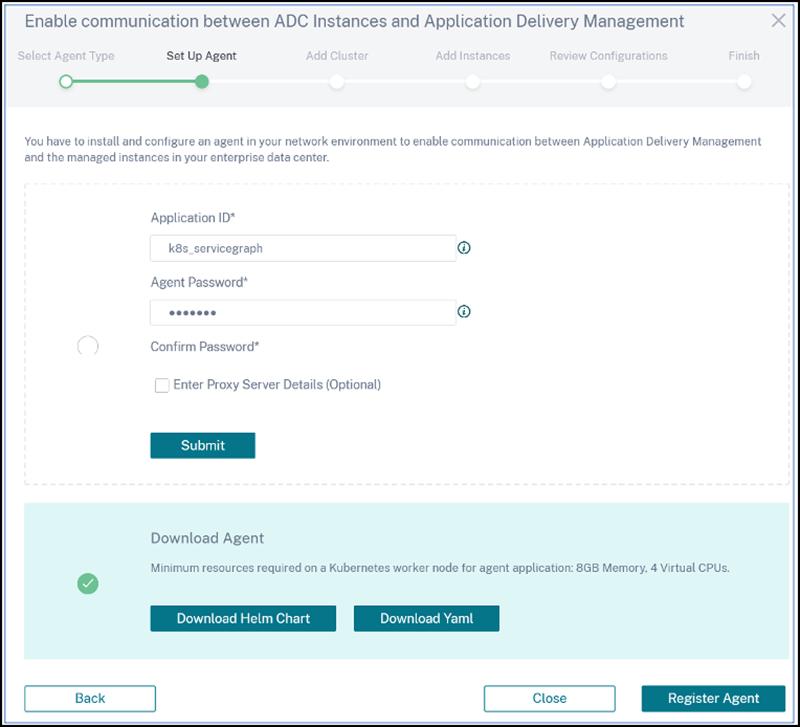 Enable communication between ADC Instances and Application Delivery Management
Select Agent Type
Set Up Agent
Add Cluster
Add Instances
Review Configurations
Finish
You have to install and configure an agent in your network environment to enable communication between Application Delivery Management
and the managed instances in your enterprise data center.
Application ID*
k8s_servicegraph
Agent Password*
•••••••
Confirm Password*
Enter Proxy Server Details (Optional)
Submit
Download Agent
Minimum resources required on a Kubernetes worker node for agent application: 8GB Memory, 4 Virtual CPUs.
Download Helm Chart
Download Yaml
Back
Close
Register Agent